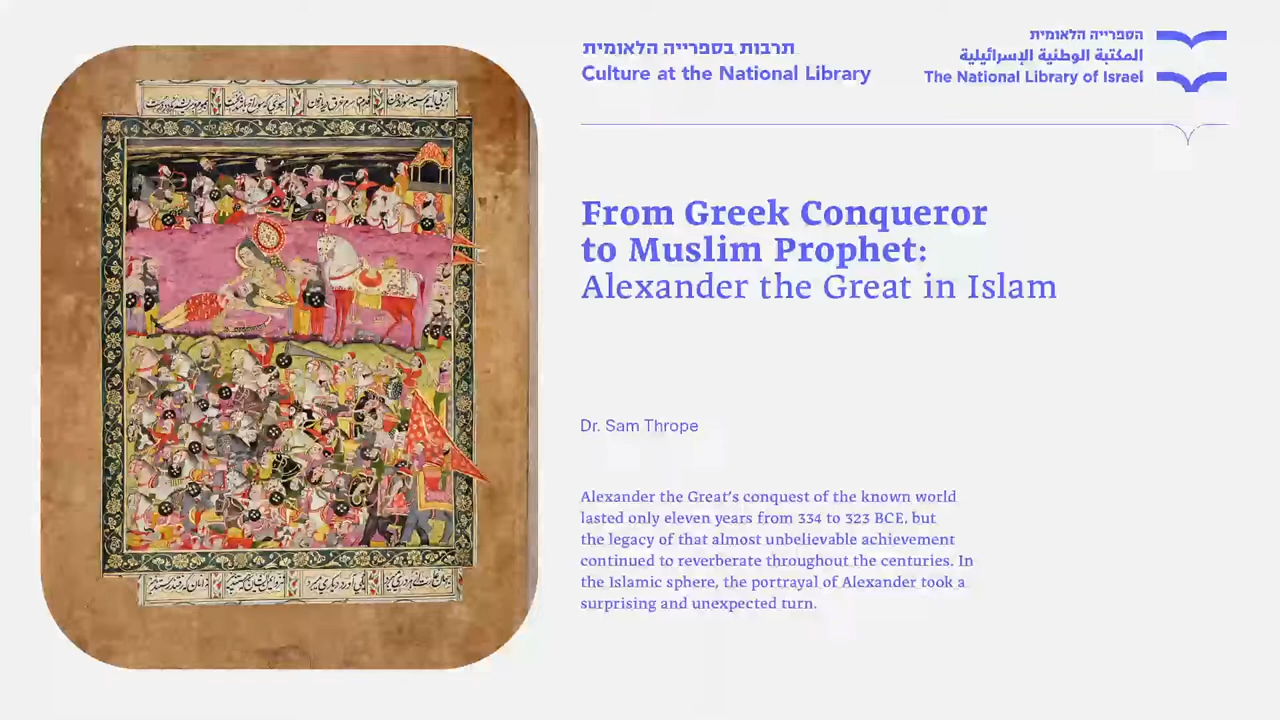 תרבות בספרייה הלאומית
Culture at the National Library
הספרייה הלאומית
المكتبة الوطنية الإسرائيلية
The National Library of Israel
From Greek Conqueror
to Muslim Prophet:
Alexander the Great in Islam
Dr. Sam Thrope
Alexander the Great's conquest of the known world
lasted only eleven years from 334 to 323 BCE, but
the legacy of that almost unbelievable achievement
continued to reverberate throughout the centuries. In
the Islamic sphere, the portrayal of Alexander took a
surprising and unexpected turn.